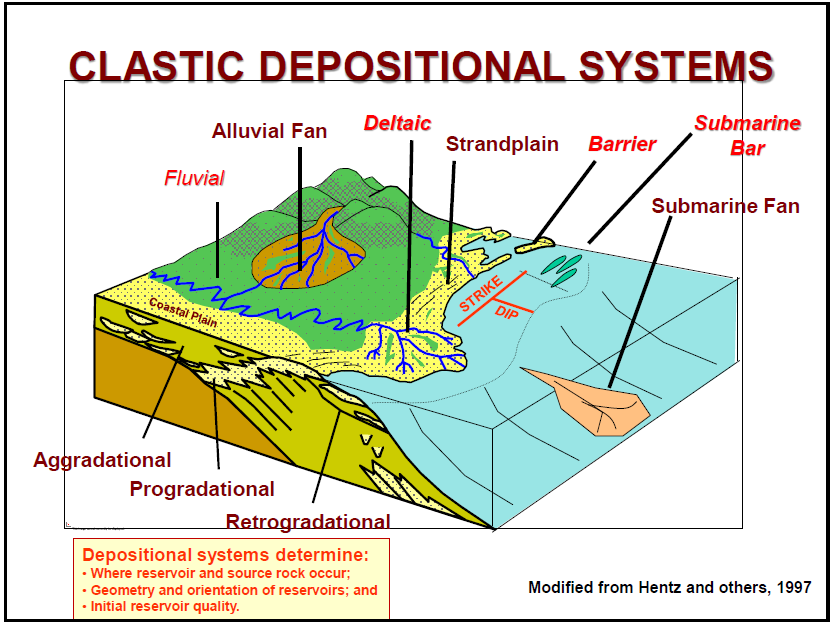 CLASTIC DEPOSITIONAL SYSTEMS
Deltaic
Submarine
Bar
Alluvial Fan
Strandplain
Barrier
Fluvial
Submarine Fan
STRIKE
DIP
Coastal Plain
Aggradational
Progradational
Retrogradational
Depositional systems determine:
• Where reservoir and source rock occur;
• Geometry and orientation of reservoirs; and
• Initial reservoir quality.
Modified from Hentz and others, 1997